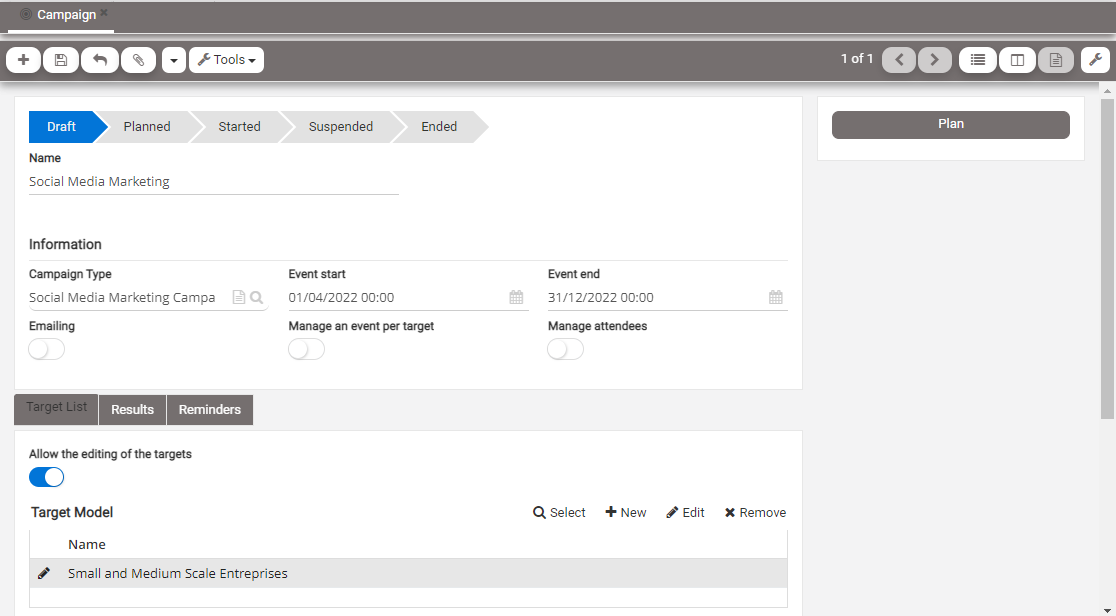 Campaign
Tools
1 of 1
Draft Planned Started Suspended Ended
Plan
Name
Social Media Marketing
Information
Campaign Type Event start Event end
Social Media Marketing Campa 01/04/2022 00:00 31/12/2022 00:00
Emailing Manage an event per target Manage attendees
Target List Results Reminders
Allow the editing of the targets
Target Model Select New Edit Remove
Name
Small and Medium Scale Entreprises